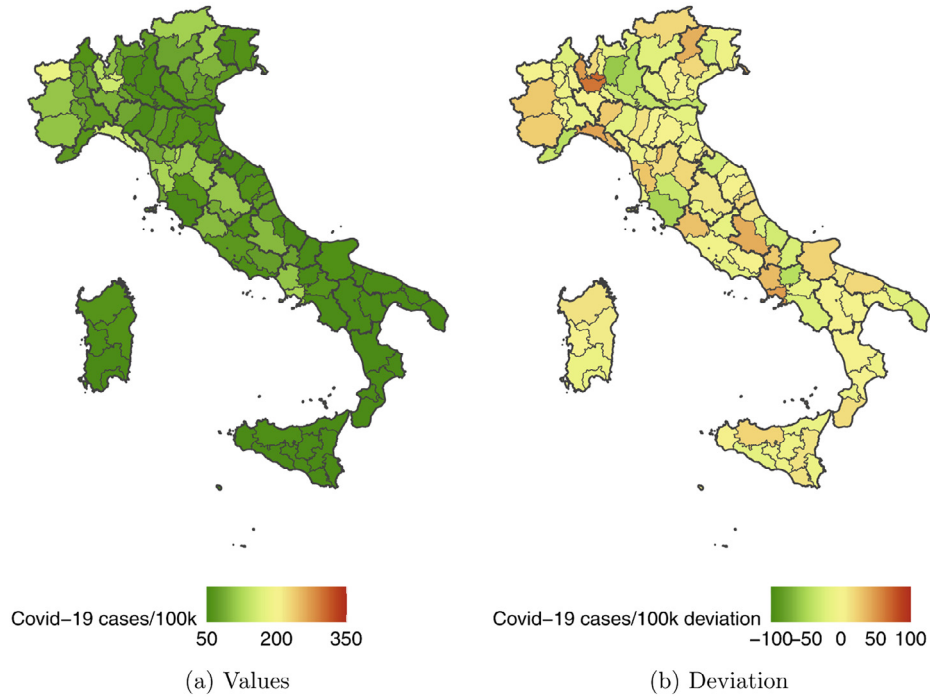 Covid−19 cases/100k
50 200 350
Covid−19 cases/100k deviation
−100−50 0 50 100
(a) Values
(b) Deviation